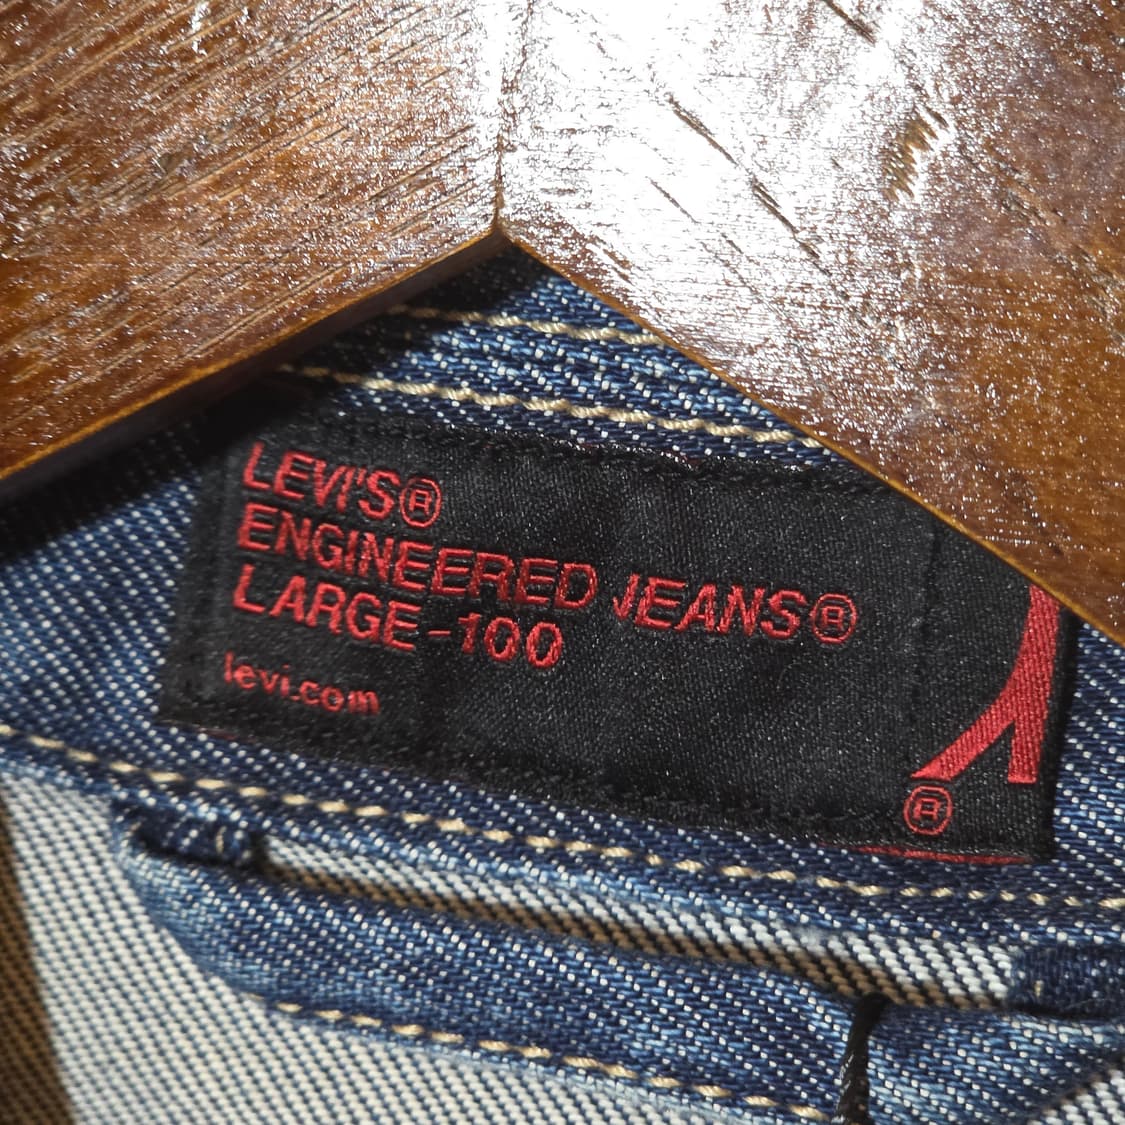 LEVI'S®
ENGINEERED JEANS®
LARGE-100
levi.com
®